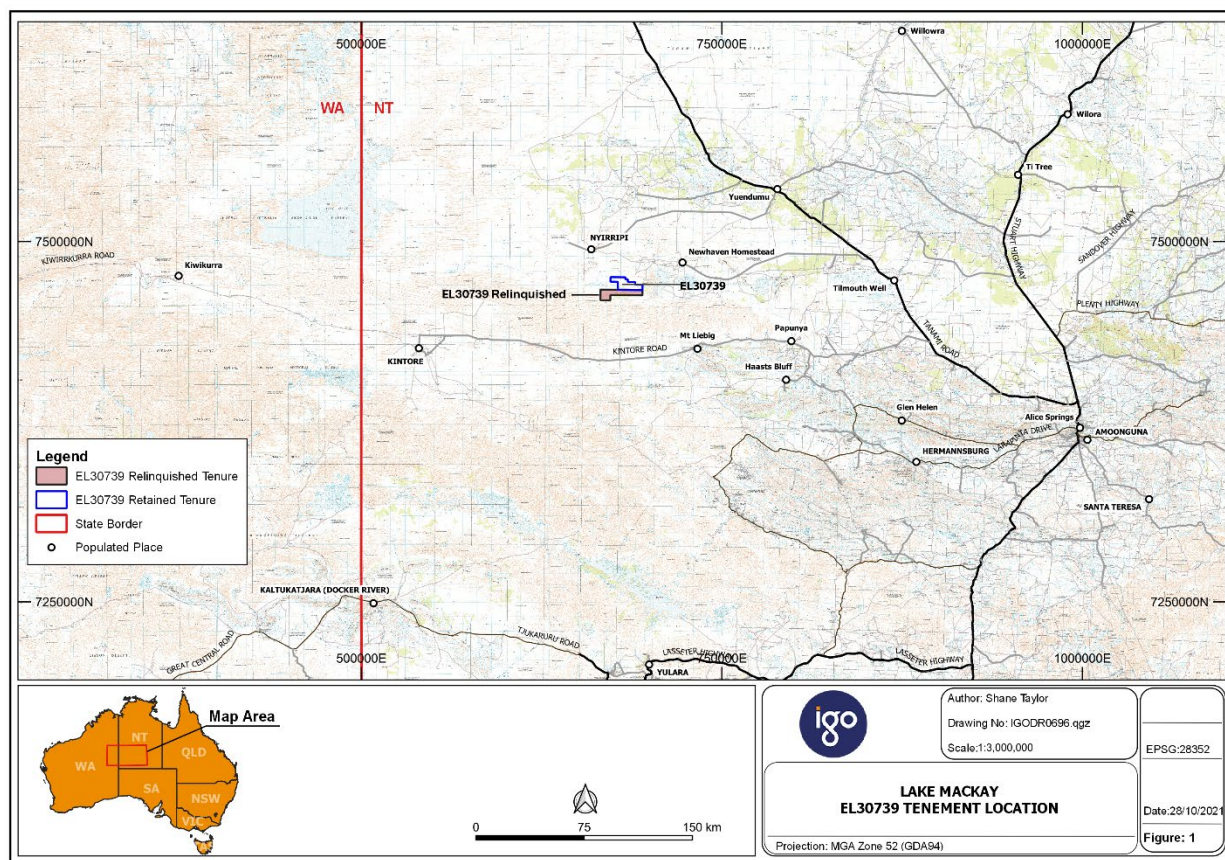 500000E
750000E
1000000E
Willowra
WA
NT
Wilora
Ti Tree
Yuendumu
STUART HIGHWAY
SANDOVER HIGHWAY
7500000N
NYIRRIPI
7500000N
KIWIRRKURRA ROAD
Kiwikurra
Newhaven Homestead
EL30739
EL30739 Relinquished
Tilmouth Well
PLENTY HIGHWAY
TANAMI ROAD
Papunya
Mt Liebig
KINTORE ROAD
KINTORE
Haasts Bluff
Glen Helen
Alice Springs
LARAPINTA DRIVE
AMOONGUNA
HERMANNSBURG
SANTA TERESA
Legend
EL30739 Relinquished Tenure
EL30739 Retained Tenure
State Border
Populated Place
KALTUKATJARA (DOCKER RIVER)
7250000N
7250000N
GREAT CENTRAL ROAD
TJUKARURU ROAD
500000E
LASSETER HIGHWAY
750000E
LASSETER HIGHWAY
1000000E
YULARA
Map Area
NT
WA
QLD
SA
NSW
VIC
0
75
150 km
igo
Author: Shane Taylor
Drawing No: IGODR0696.qgz
Scale:1:3,000,000
EPSG:28352
LAKE MACKAY
EL30739 TENEMENT LOCATION
Date:28/10/2021
Projection: MGA Zone 52 (GDA94)
Figure: 1